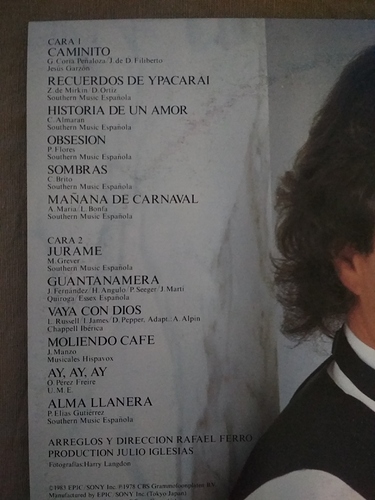 CARA 1
CAMINITO
G. Coria Peñaloza/ J. de D. Filiberto
Jesús Garzón
RECUERDOS DE YPACARAI
Z. de Mirkin/ D. Ortiz
Southern Music Española
HISTORIA DE UN AMOR
C. Almaran
Southern Music Española
OBSESION
P. Flores
Southern Music Española
SOMBRAS
C. Brito
Southern Music Española
MAÑANA DE CARNAVAL
A. Maria/ L. Bonfa
Southern Music Española
CARA 2
JURAME
M. Grever
Southern Music Española
GUANTANAMERA
J. Fernández/ H. Angulo/ P. Seeger/ J. Martí
Quiroga/ Essex Española
VAYA CON DIOS
L. Russell/ I. James/ D. Pepper, Adapt.: A. Alpin
Chappell Ibérica
MOLIENDO CAFE
J. Manzo
Musicales Hispavox
AY, AY, AY
O. Pérez Freire
U.M.E.
ALMA LLANERA
P. Elías Gutiérrez
Southern Music Española
ARREGLOS Y DIRECCION RAFAEL FERRO
PRODUCTION JULIO IGLESIAS
Fotografías:Harry Langdon
EPIC/SONY Inc. ℗1978 CBS Grammofoonplaten B.V.
Manufactured by EPIC/SONY Inc. (Tokyo Japan)